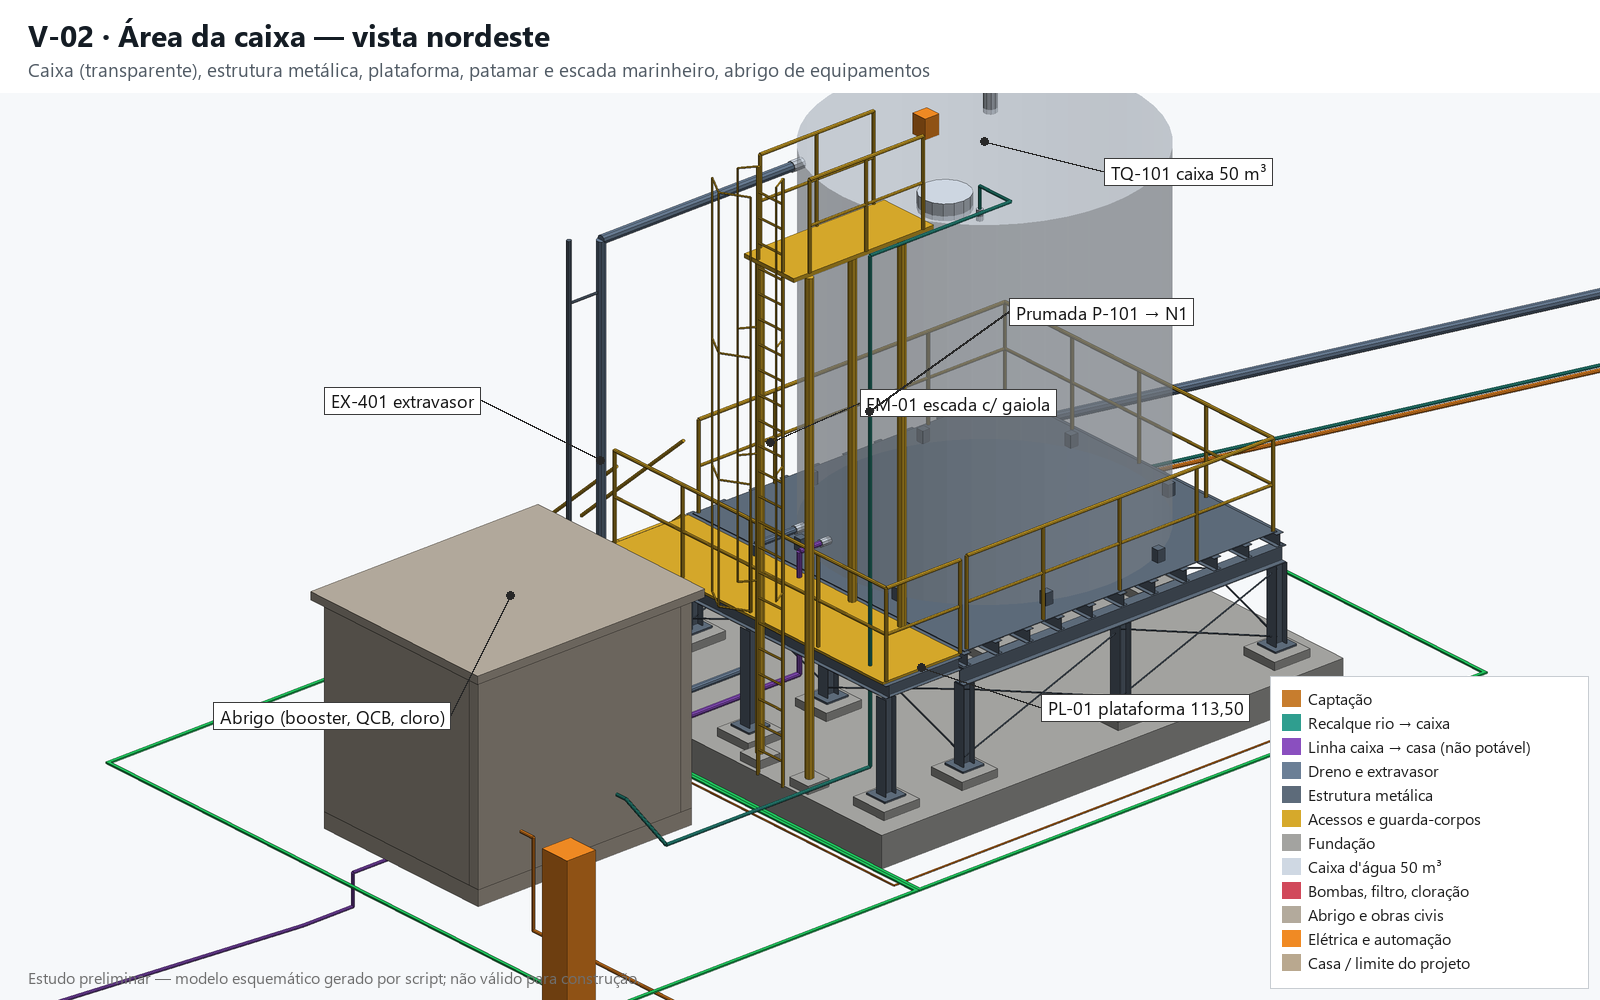 V-02 · Área da caixa — vista nordeste
Caixa (transparente), estrutura metálica, plataforma, patamar e escada marinheiro, abrigo de equipamentos
TQ-101 caixa 50 m³
Prumada P-101 → N1
EX-401 extravasor
EM-01 escada c/ gaiola
Abrigo (booster, QCB, cloro)
PL-01 plataforma 113,50
Captação
Recalque rio → caixa
Linha caixa → casa (não potável)
Dreno e extravasor
Estrutura metálica
Acessos e guarda-corpos
Fundação
Caixa d'água 50 m³
Bombas, filtro, cloração
Abrigo e obras civis
Elétrica e automação
Casa / limite do projeto
Estudo preliminar — modelo esquemático gerado por script; não válido para construção.